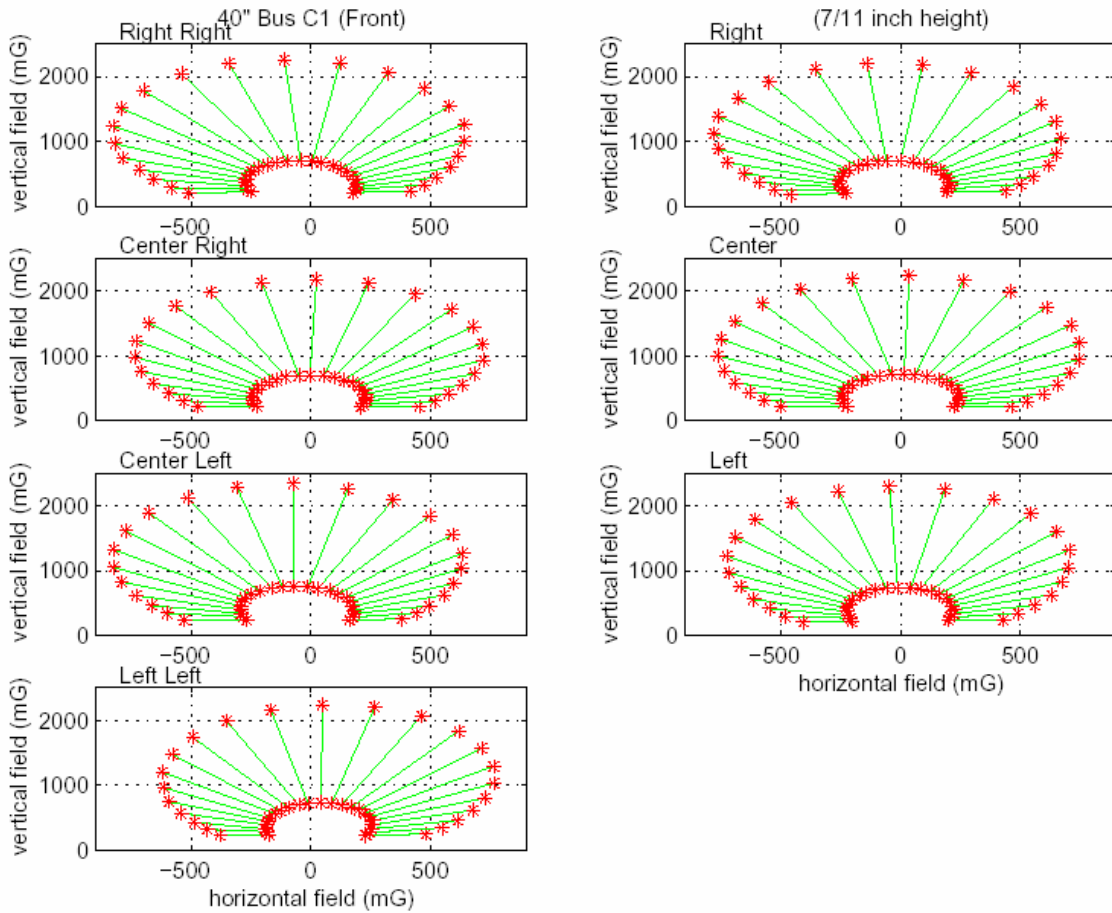 40" Bus C1 (Front)
(7/11 inch height)
Right Right
vertical field (mG)
2000
1000
0
−500
0
500
Right
vertical field (mG)
2000
1000
0
−500
0
500
Center Right
vertical field (mG)
2000
1000
0
−500
0
500
Center
vertical field (mG)
2000
1000
0
−500
0
500
Center Left
vertical field (mG)
2000
1000
0
−500
0
500
Left
vertical field (mG)
2000
1000
0
−500
0
500
horizontal field (mG)
Left Left
vertical field (mG)
2000
1000
0
−500
0
500
horizontal field (mG)